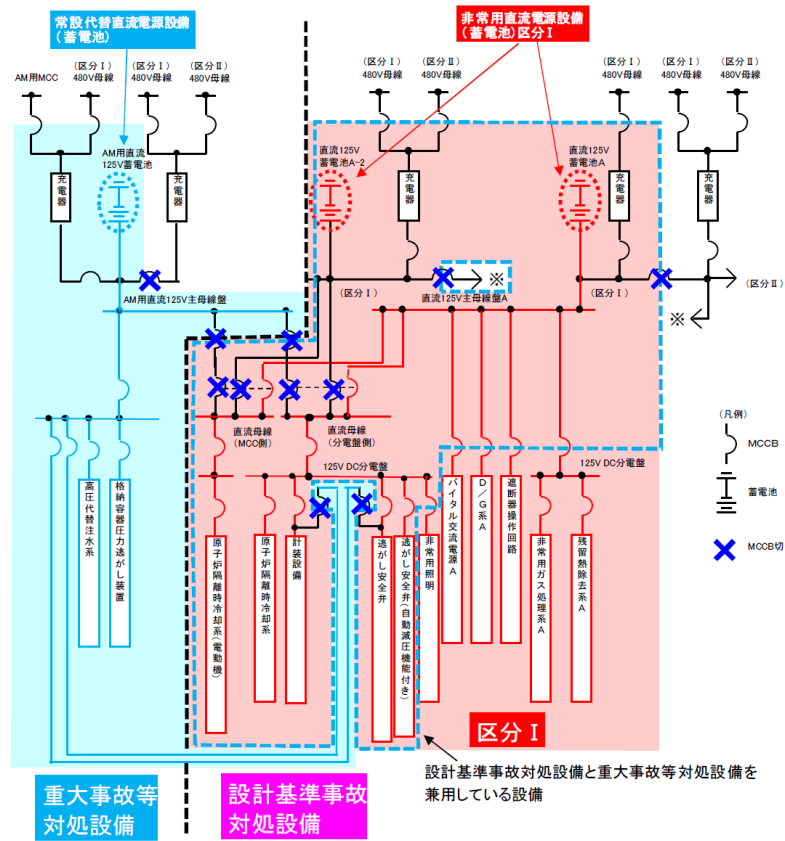 常設代替直流電源設備
(蓄電池)
非常用直流電源設備
(蓄電池)区分Ⅰ
AM用MCC
(区分Ⅰ)
480V母線
(区分Ⅰ)
480V母線
(区分Ⅱ)
480V母線
(区分Ⅰ)
480V母線
(区分Ⅱ)
480V母線
(区分Ⅰ)
480V母線
(区分Ⅰ)
480V母線
(区分Ⅱ)
480V母線
充電器
AM用直流
125V蓄電池
充電器
直流125V
蓄電池A-2
充電器
直流125V
蓄電池A
充電器
充電器
AM用直流125V主母線盤
(区分Ⅰ)
※
直流125V主母線盤A
(区分Ⅰ)
(区分Ⅱ)
※
直流母線
(MCC側)
直流母線
(分電盤側)
125V DC分電盤
125V DC分電盤
高圧代替注水系
格納容器圧力逃がし装置
原子炉隔離時冷却系(電動機)
原子炉隔離時冷却系
計装設備
逃がし安全弁
逃がし安全弁(自動減圧機能付き)
非常用照明
バイタル交流電源A
D/G系A
遮断器操作回路
非常用ガス処理系A
残留熱除去系A
(凡例)
MCCB
蓄電池
MCCB切
区分Ⅰ
設計基準事故対処設備と重大事故等対処設備を
兼用している設備
重大事故等
対処設備
設計基準事故
対処設備